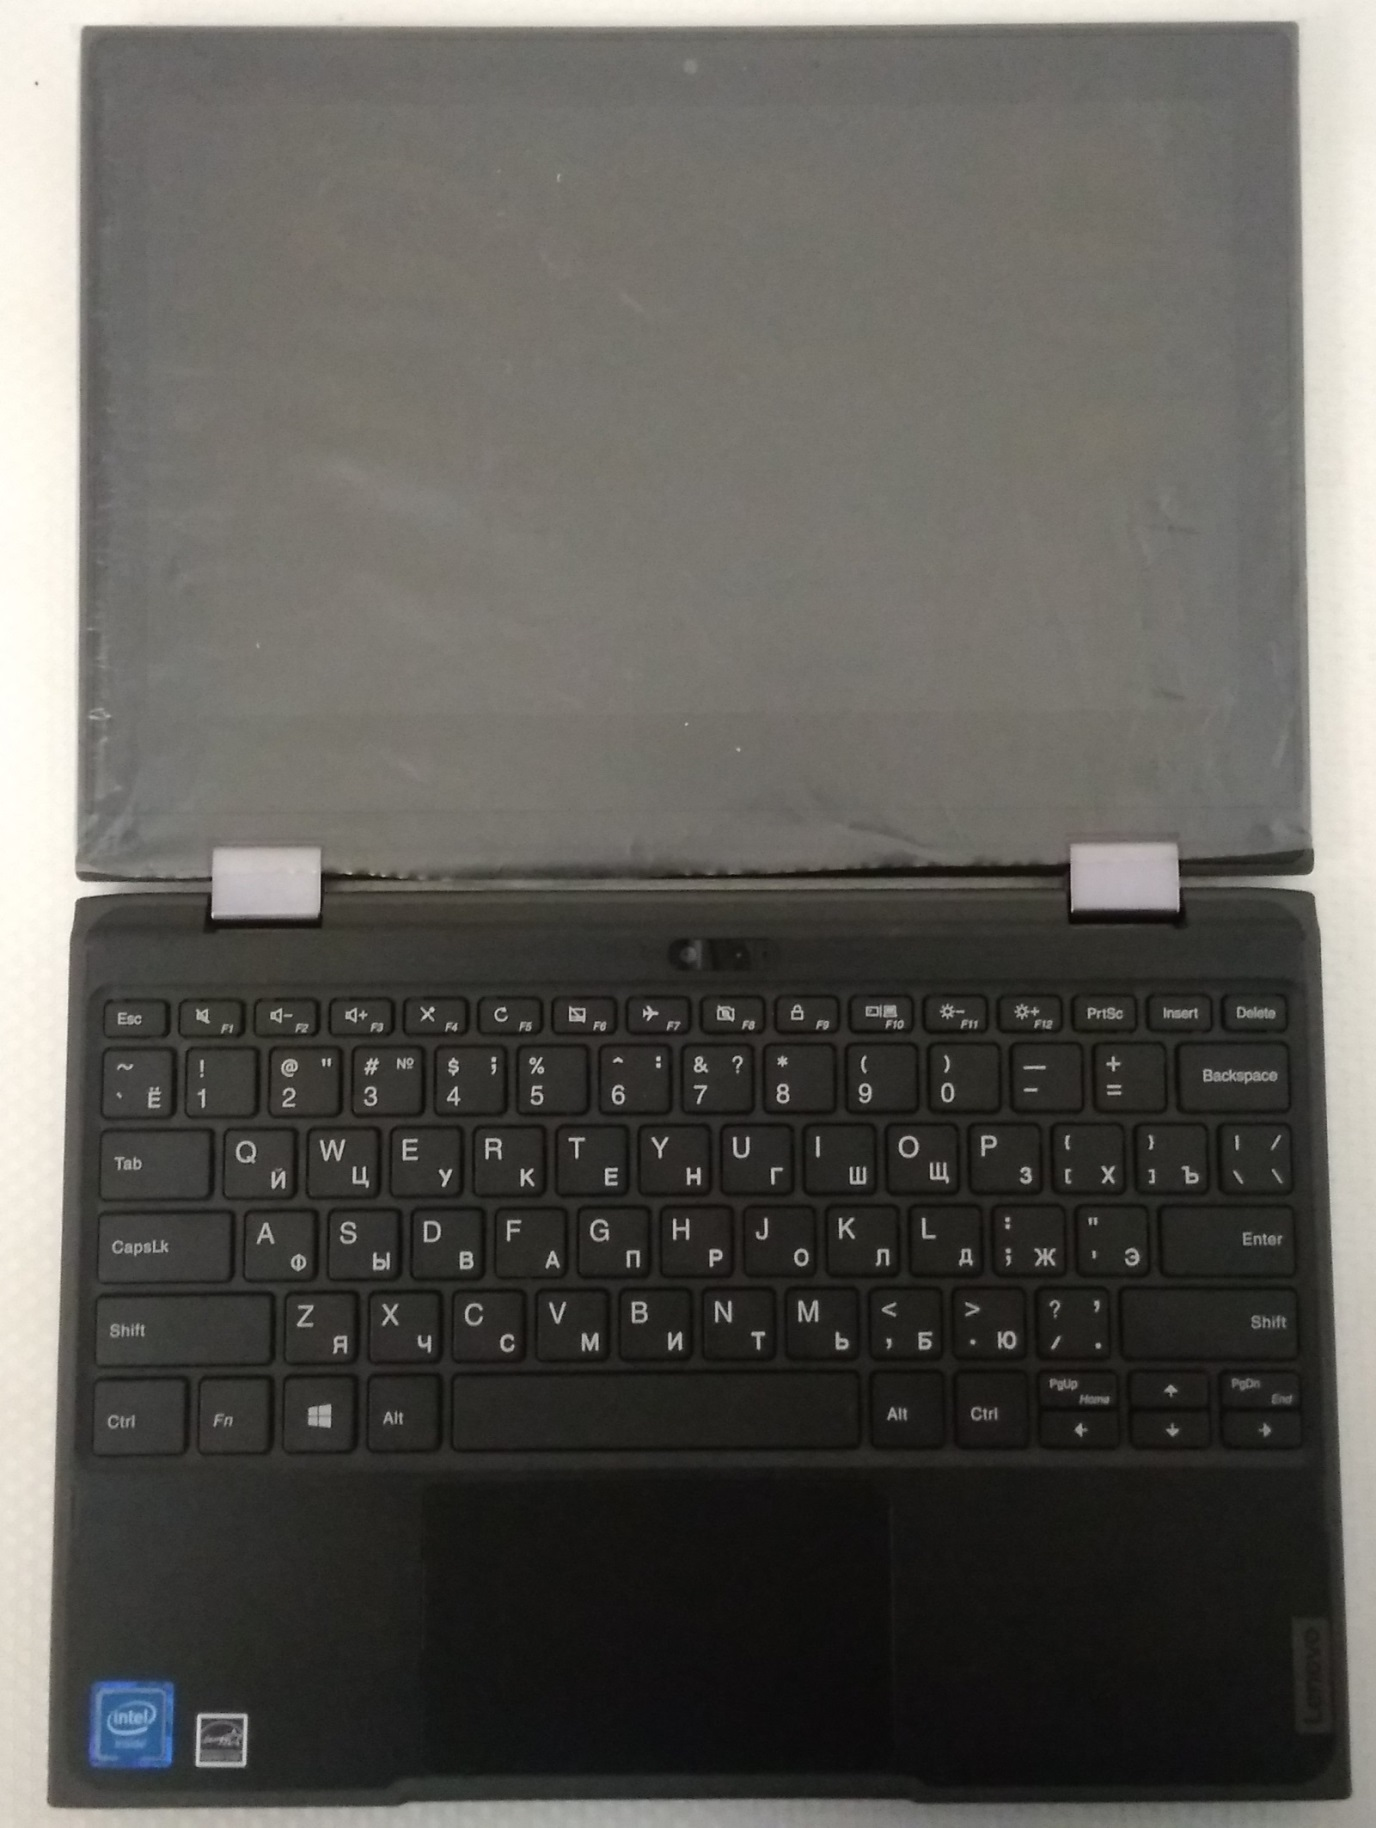 Esc F1 F2 F3 F4 F5 F6 F7 F8 F9 F10 F11 F12 PrtSc Insert Delete
~ ! @ " # № $ ; % ^ : & ? * ( ) — +
` Ё 1 2 3 4 5 6 7 8 9 0 - = Backspace
Tab Q Й W Ц E У R К T Е Y Н U Г I Ш O Щ P З { [ Х } ] Ъ | \ / \
CapsLk A Ф S Ы D В F А G П H Р J О K Л L Д : ; Ж " ' Э Enter
Shift Z Я X Ч C С V М B И N Т M Ь < , Б > . Ю ? / , . Shift
Ctrl Fn Alt Alt Ctrl PgUp Home PgDn End
Lenovo
intel
inside